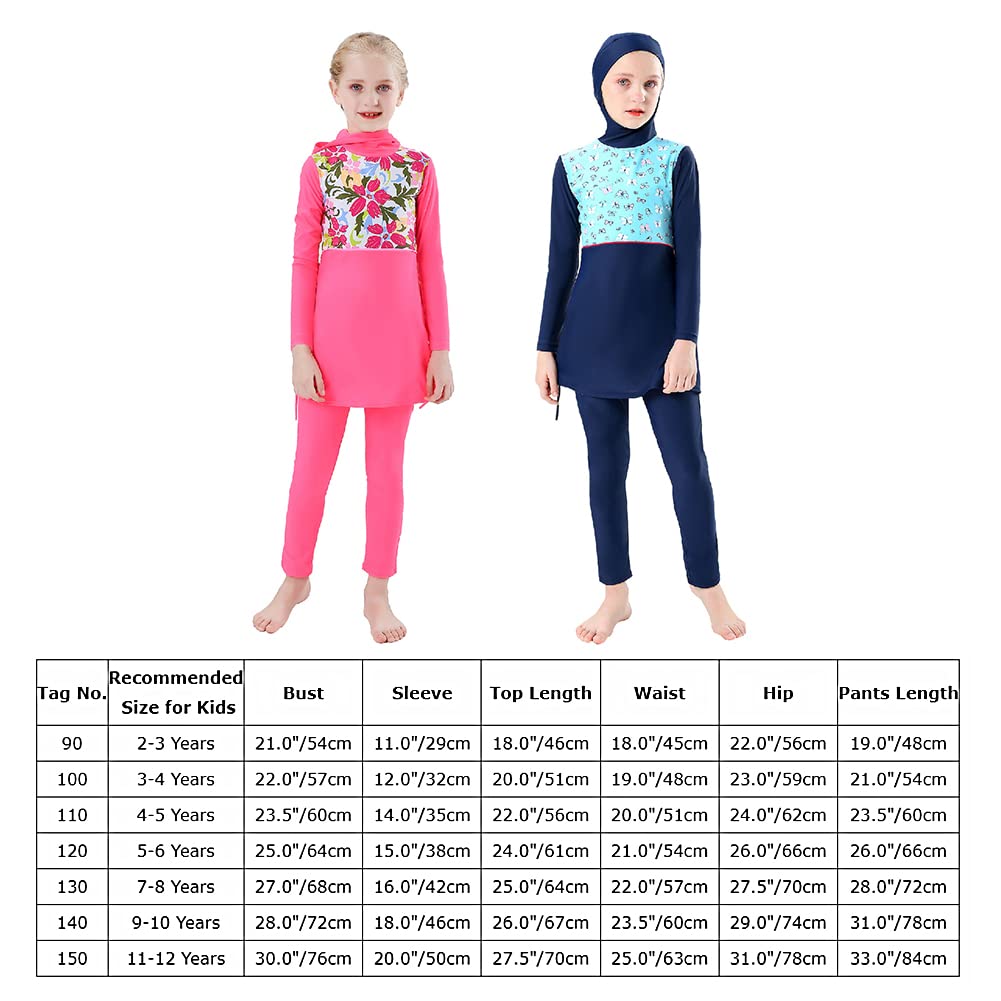 Tag No. Recommended Size for Kids Bust Sleeve Top Length Waist Hip Pants Length
90 2-3 Years 21.0"/54cm 11.0"/29cm 18.0"/46cm 18.0"/45cm 22.0"/56cm 19.0"/48cm
100 3-4 Years 22.0"/57cm 12.0"/32cm 20.0"/51cm 19.0"/48cm 23.0"/59cm 21.0"/54cm
110 4-5 Years 23.5"/60cm 14.0"/35cm 22.0"/56cm 20.0"/51cm 24.0"/62cm 23.5"/60cm
120 5-6 Years 25.0"/64cm 15.0"/38cm 24.0"/61cm 21.0"/54cm 26.0"/66cm 26.0"/66cm
130 7-8 Years 27.0"/68cm 16.0"/42cm 25.0"/64cm 22.0"/57cm 27.5"/70cm 28.0"/72cm
140 9-10 Years 28.0"/72cm 18.0"/46cm 26.0"/67cm 23.5"/60cm 29.0"/74cm 31.0"/78cm
150 11-12 Years 30.0"/76cm 20.0"/50cm 27.5"/70cm 25.0"/63cm 31.0"/78cm 33.0"/84cm